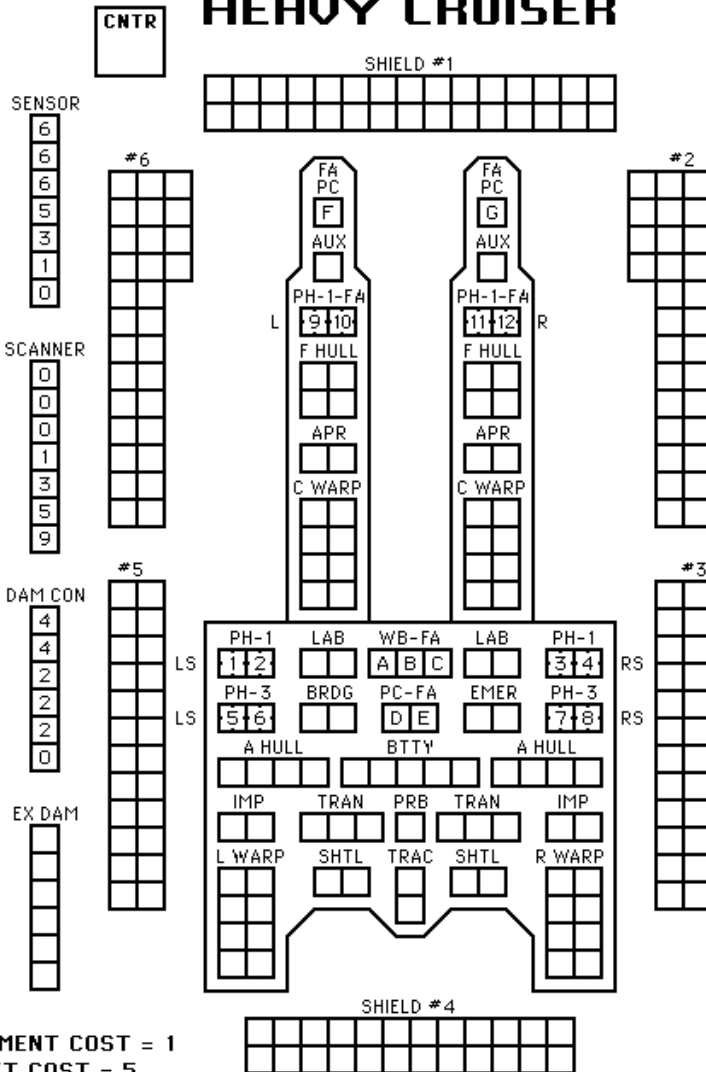 HEAVY CRUISER
CNTR
SHIELD #1
SENSOR
6
6
6
5
3
1
0
#6
#2
FA
PC
F
AUX
PH-1-FA
L 9 10
F HULL
APR
C WARP
FA
PC
G
AUX
PH-1-FA
11 12 R
F HULL
APR
C WARP
SCANNER
0
0
0
1
3
5
9
#5
#3
DAM CON
4
4
2
2
2
0
PH-1 LAB WB-FA LAB PH-1
LS 1 2 A B C 3 4 RS
PH-3 BRDG PC-FA EMER PH-3
LS 5 6 D E 7 8 RS
A HULL BTTY A HULL
IMP TRAN PRB TRAN IMP
L WARP SHTL TRAC SHTL R WARP
EX DAM
SHIELD #4
MENT COST = 1
T COST = 5